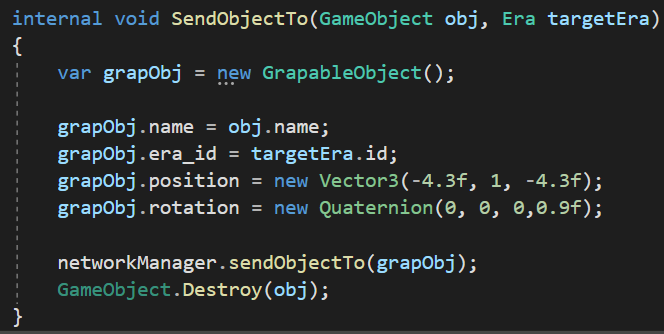 internal void SendObjectTo(GameObject obj, Era targetEra)
{
var grapObj = new GrapableObject();
grapObj.name = obj.name;
grapObj.era_id = targetEra.id;
grapObj.position = new Vector3(-4.3f, 1, -4.3f);
grapObj.rotation = new Quaternion(0, 0, 0,0.9f);
networkManager.sendObjectTo(grapObj);
GameObject.Destroy(obj);
}